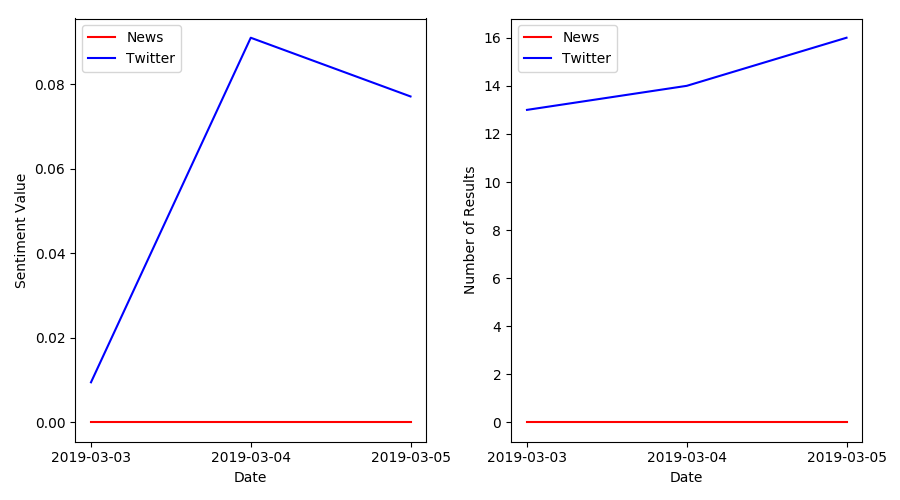 News
Twitter
0.08
0.06
0.04
0.02
0.00
Sentiment Value
2019-03-03
2019-03-04
2019-03-05
Date
News
Twitter
16
14
12
10
8
6
4
2
0
Number of Results
2019-03-03
2019-03-04
2019-03-05
Date